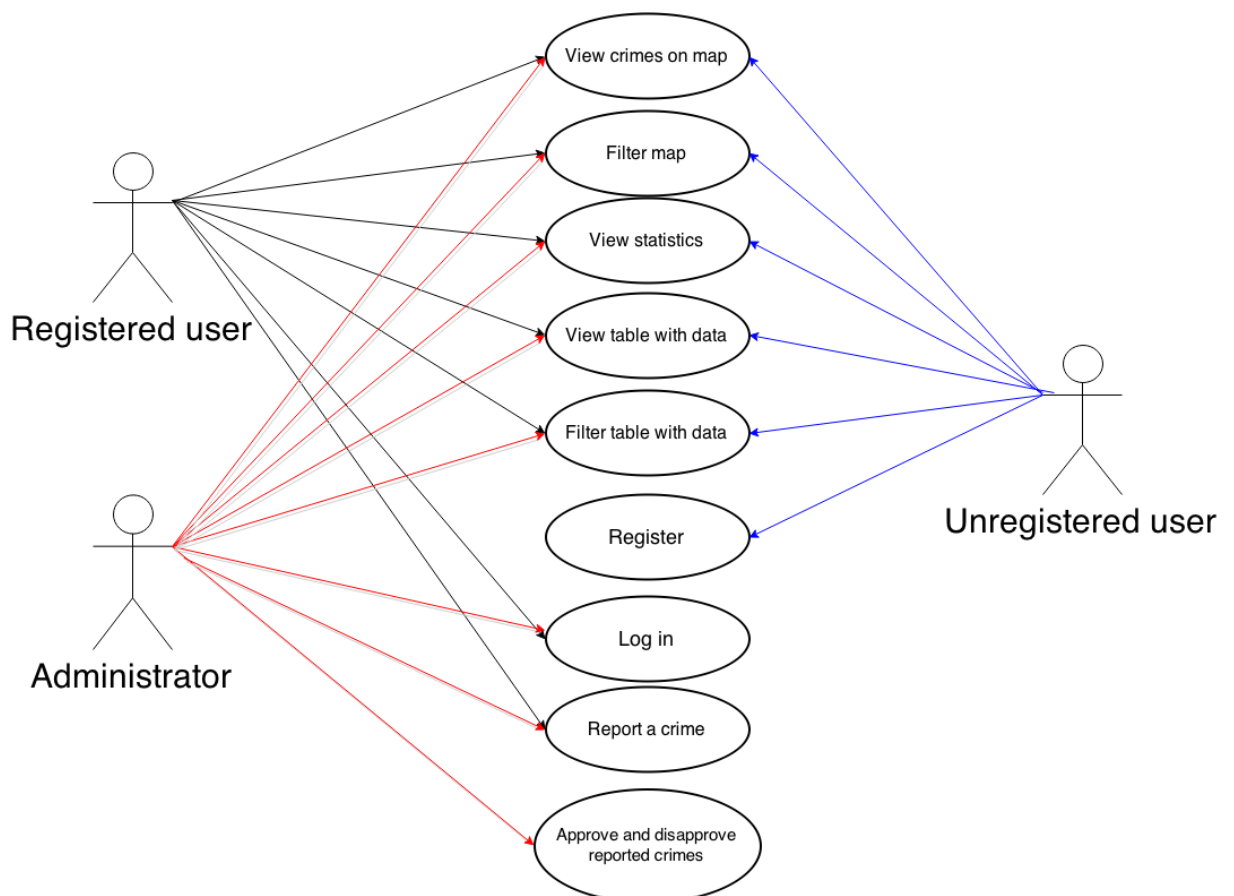 View crimes on map
Filter map
View statistics
Registered user
View table with data
Filter table with data
Unregistered user
Register
Log in
Administrator
Report a crime
Approve and disapprove
reported crimes